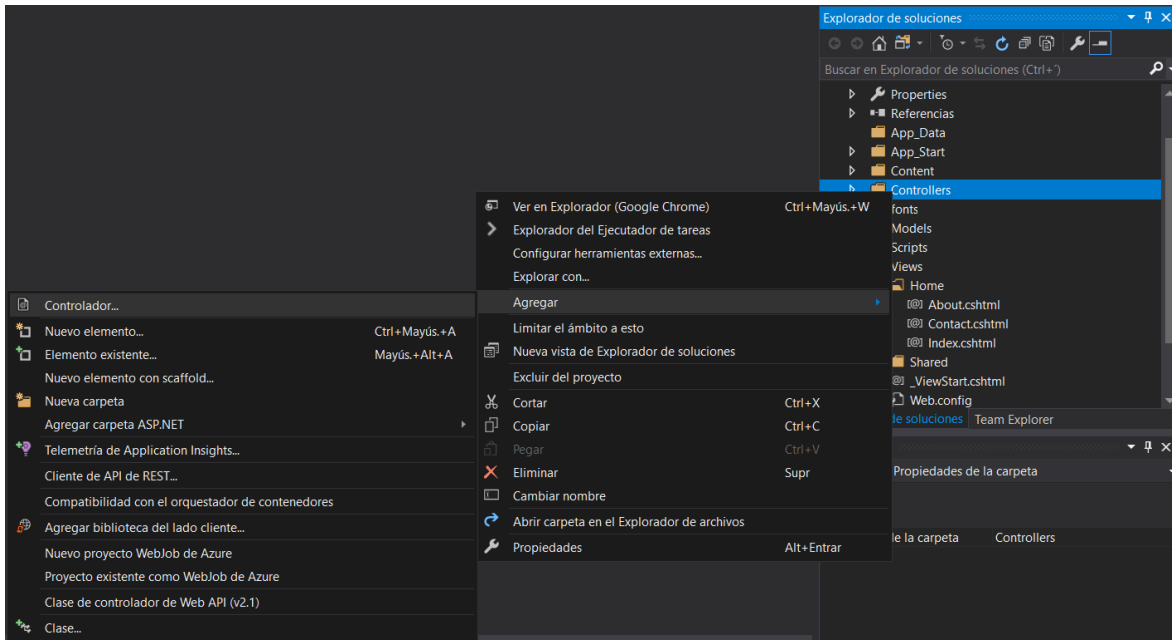 Explorador de soluciones
Buscar en Explorador de soluciones (Ctrl+´)
Properties
Referencias
App_Data
App_Start
Content
Controllers
fonts
Models
Scripts
Views
Home
About.cshtml
Contact.cshtml
Index.cshtml
Shared
_ViewStart.cshtml
Web.config
de soluciones Team Explorer
Propiedades de la carpeta
de la carpeta Controllers
Ver en Explorador (Google Chrome) Ctrl+Mayús.+W
Explorador del Ejecutador de tareas
Configurar herramientas externas...
Explorar con...
Agregar
Limitar el ámbito a esto
Nueva vista de Explorador de soluciones
Excluir del proyecto
Cortar Ctrl+X
Copiar Ctrl+C
Pegar Ctrl+V
Eliminar Supr
Cambiar nombre
Abrir carpeta en el Explorador de archivos
Propiedades Alt+Entrar
Controlador...
Nuevo elemento... Ctrl+Mayús.+A
Elemento existente... Mayús.+Alt+A
Nuevo elemento con scaffold...
Nueva carpeta
Agregar carpeta ASP.NET
Telemetría de Application Insights...
Cliente de API de REST...
Compatibilidad con el orquestador de contenedores
Agregar biblioteca del lado cliente...
Nuevo proyecto WebJob de Azure
Proyecto existente como WebJob de Azure
Clase de controlador de Web API (v2.1)
Clase...